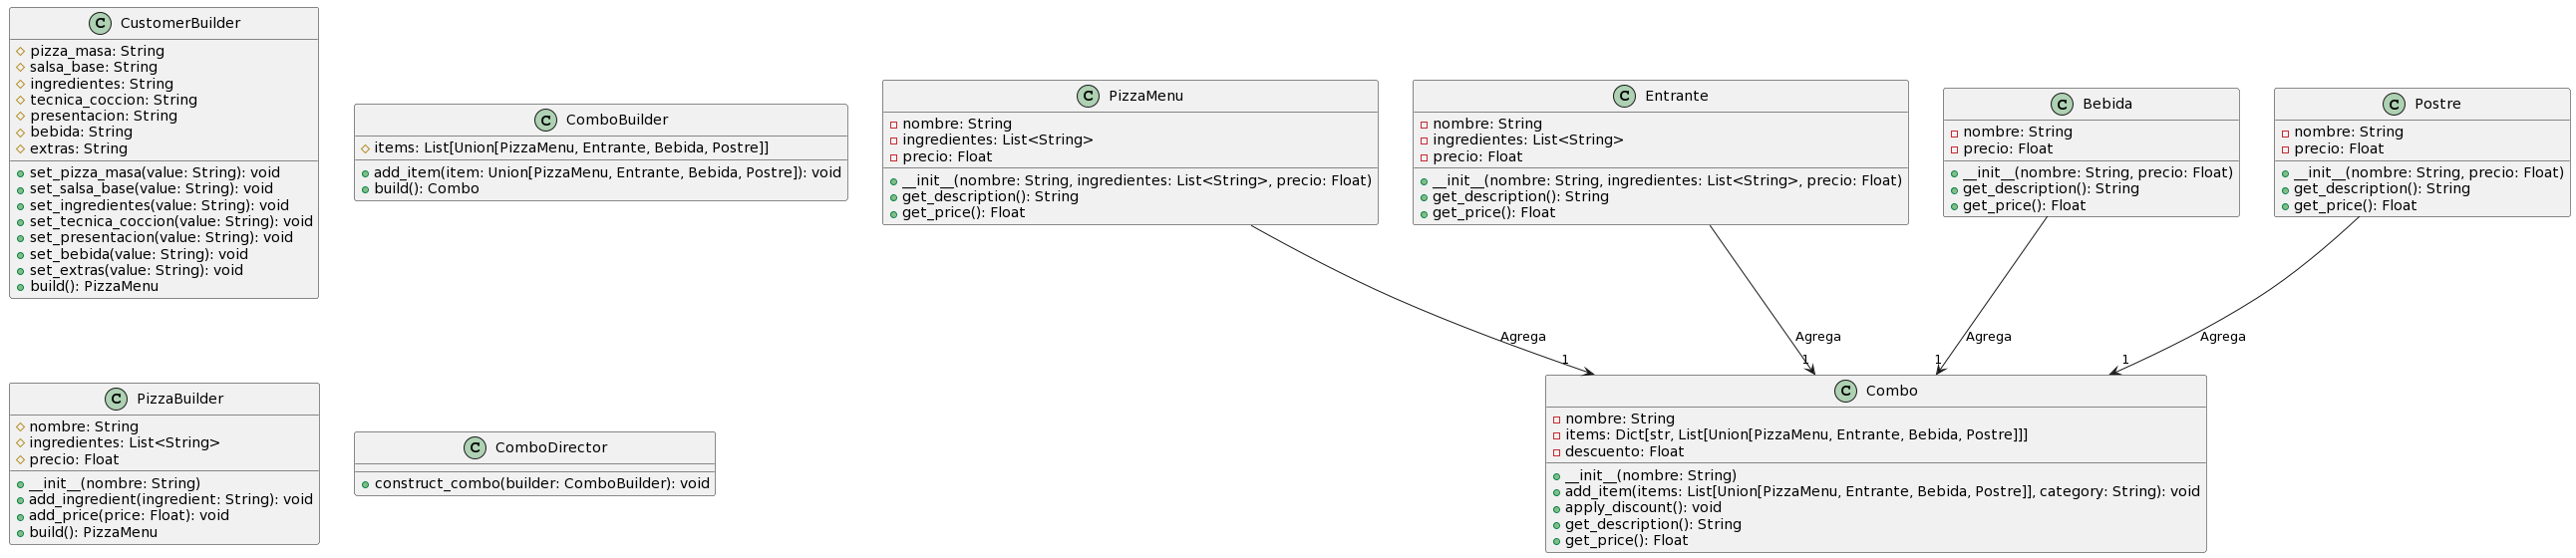 CustomerBuilder
pizza_masa: String
salsa_base: String
ingredientes: String
tecnica_coccion: String
presentacion: String
bebida: String
extras: String
set_pizza_masa(value: String): void
set_salsa_base(value: String): void
set_ingredientes(value: String): void
set_tecnica_coccion(value: String): void
set_presentacion(value: String): void
set_bebida(value: String): void
set_extras(value: String): void
build(): PizzaMenu
ComboBuilder
items: List[Union[PizzaMenu, Entrante, Bebida, Postre]]
add_item(item: Union[PizzaMenu, Entrante, Bebida, Postre]): void
build(): Combo
PizzaMenu
nombre: String
ingredientes: List<String>
precio: Float
__init__(nombre: String, ingredientes: List<String>, precio: Float)
get_description(): String
get_price(): Float
Entrante
nombre: String
ingredientes: List<String>
precio: Float
__init__(nombre: String, ingredientes: List<String>, precio: Float)
get_description(): String
get_price(): Float
Bebida
nombre: String
precio: Float
__init__(nombre: String, precio: Float)
get_description(): String
get_price(): Float
Postre
nombre: String
precio: Float
__init__(nombre: String, precio: Float)
get_description(): String
get_price(): Float
Agrega
1
Agrega
1
Agrega
1
Agrega
1
PizzaBuilder
nombre: String
ingredientes: List<String>
precio: Float
__init__(nombre: String)
add_ingredient(ingredient: String): void
add_price(price: Float): void
build(): PizzaMenu
ComboDirector
construct_combo(builder: ComboBuilder): void
Combo
nombre: String
items: Dict[str, List[Union[PizzaMenu, Entrante, Bebida, Postre]]]
descuento: Float
__init__(nombre: String)
add_item(items: List[Union[PizzaMenu, Entrante, Bebida, Postre]], category: String): void
apply_discount(): void
get_description(): String
get_price(): Float